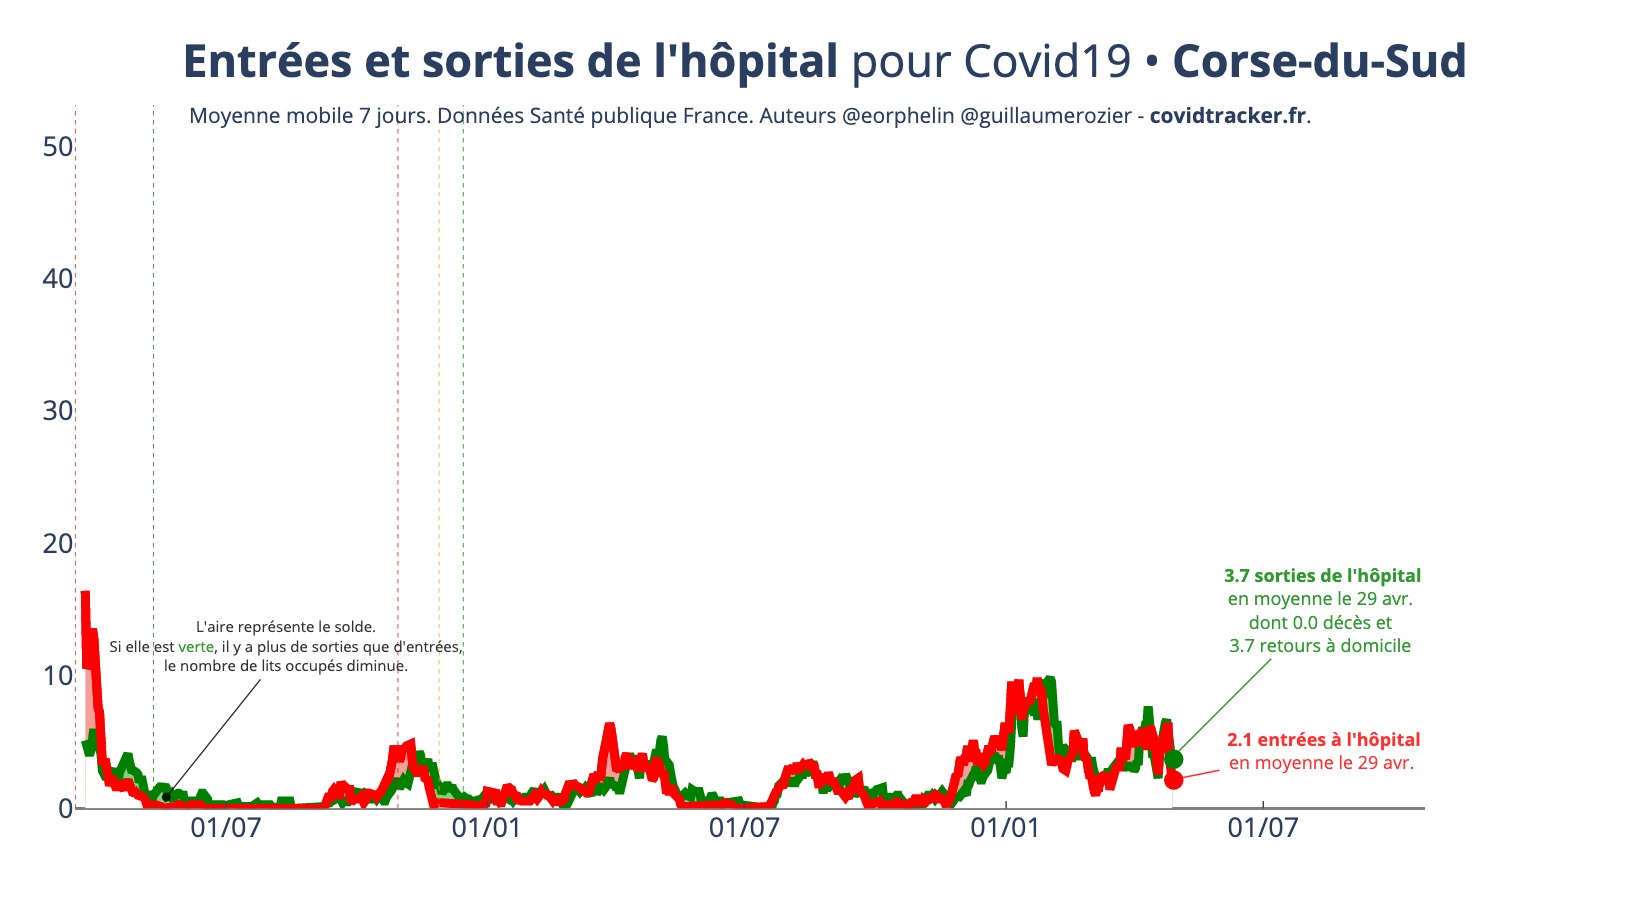 Entrées et sorties de l'hôpital pour Covid19 • Corse-du-Sud
Moyenne mobile 7 jours. Données Santé publique France. Auteurs @eorphelin @guillaumerozier - covidtracker.fr.
50
40
30
20
10
0
L'aire représente le solde.
Si elle est verte, il y a plus de sorties que d'entrées,
le nombre de lits occupés diminue.
3.7 sorties de l'hôpital
en moyenne le 29 avr.
dont 0.0 décès et
3.7 retours à domicile
2.1 entrées à l'hôpital
en moyenne le 29 avr.
01/07
01/01
01/07
01/01
01/07